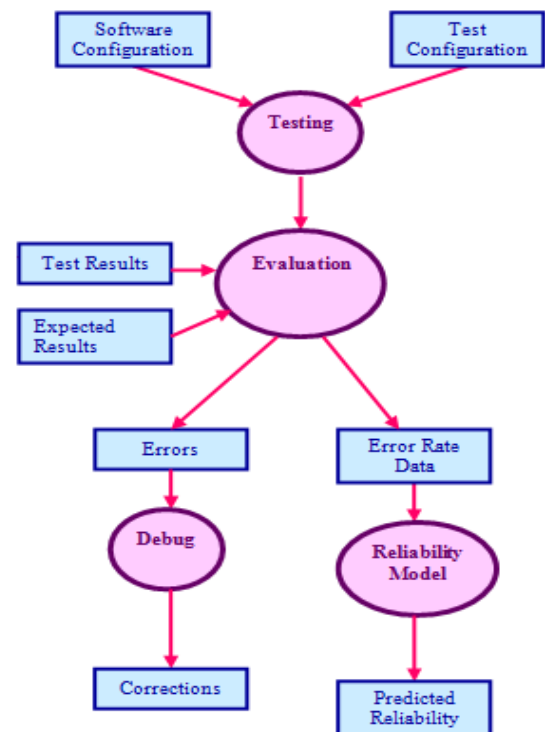 Software
Configuration
Test
Configuration
Testing
Evaluation
Test Results
Expected
Results
Errors
Error Rate
Data
Debug
Reliability
Model
Corrections
Predicted
Reliability